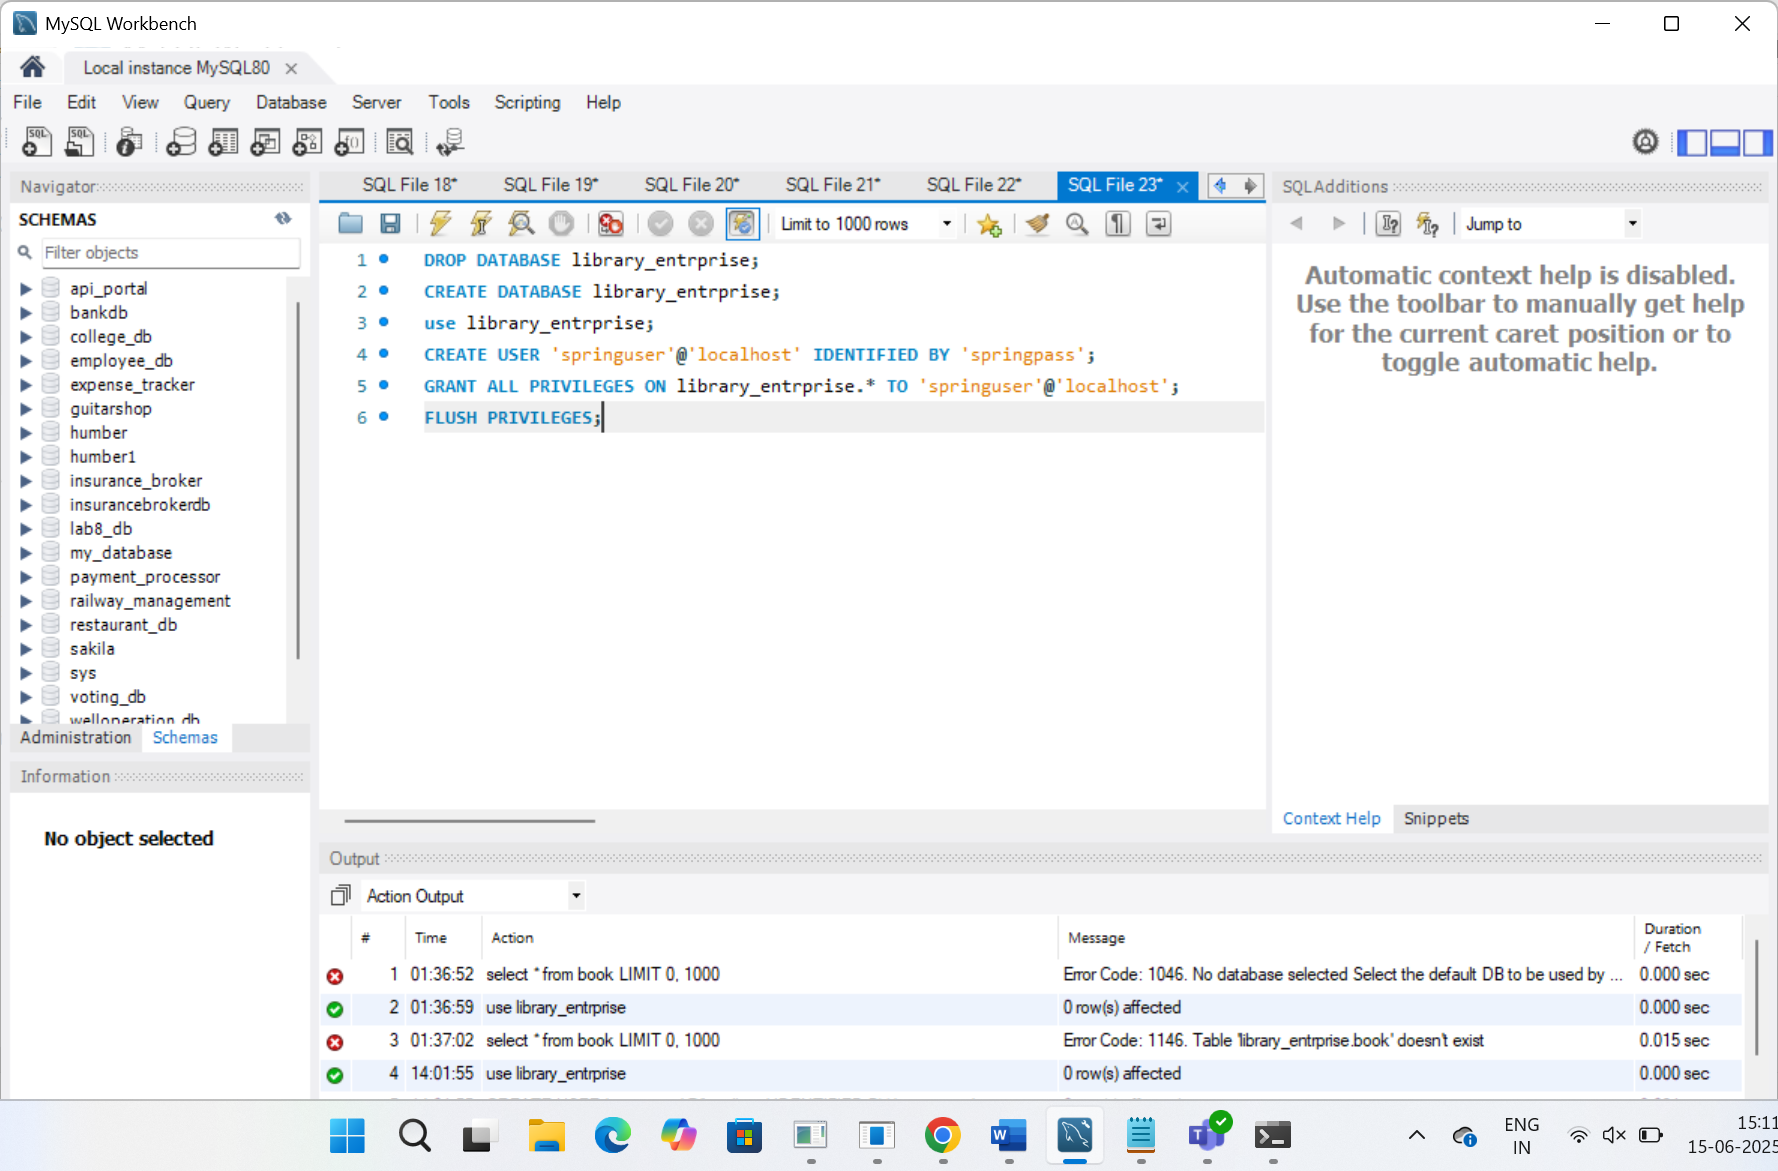 MySQL Workbench
Local instance MySQL80
File Edit View Query Database Server Tools Scripting Help
Navigator
SCHEMAS
Filter objects
api_portal
bankdb
college_db
employee_db
expense_tracker
guitarshop
humber
humber1
insurance_broker
insurancebrokerdb
lab8_db
my_database
payment_processor
railway_management
restaurant_db
sakila
sys
voting_db
welloperation_db
Administration Schemas
Information
No object selected
SQL File 18* SQL File 19* SQL File 20* SQL File 21* SQL File 22* SQL File 23*
Limit to 1000 rows
1 DROP DATABASE library_entrprise;
2 CREATE DATABASE library_entrprise;
3 use library_entrprise;
4 CREATE USER 'springuser'@'localhost' IDENTIFIED BY 'springpass';
5 GRANT ALL PRIVILEGES ON library_entrprise.* TO 'springuser'@'localhost';
6 FLUSH PRIVILEGES;
SQLAdditions
Jump to
Automatic context help is disabled.
Use the toolbar to manually get help
for the current caret position or to
toggle automatic help.
Context Help Snippets
Output
Action Output
# Time Action Message Duration / Fetch
1 01:36:52 select * from book LIMIT 0, 1000 Error Code: 1046. No database selected Select the default DB to be used by ... 0.000 sec
2 01:36:59 use library_entrprise 0 row(s) affected 0.000 sec
3 01:37:02 select * from book LIMIT 0, 1000 Error Code: 1146. Table 'library_entrprise.book' doesn't exist 0.015 sec
4 14:01:55 use library_entrprise 0 row(s) affected 0.000 sec
ENG
IN
15:11
15-06-2025